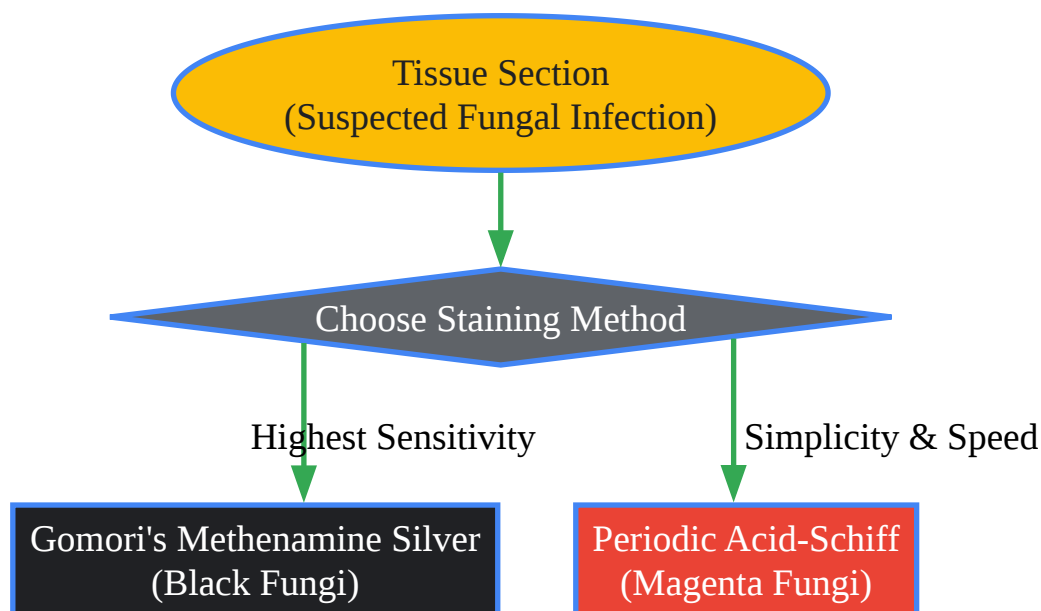 Tissue Section
(Suspected Fungal Infection)
Choose Staining Method
Highest Sensitivity
Simplicity & Speed
Gomori's Methenamine Silver
(Black Fungi)
Periodic Acid-Schiff
(Magenta Fungi)